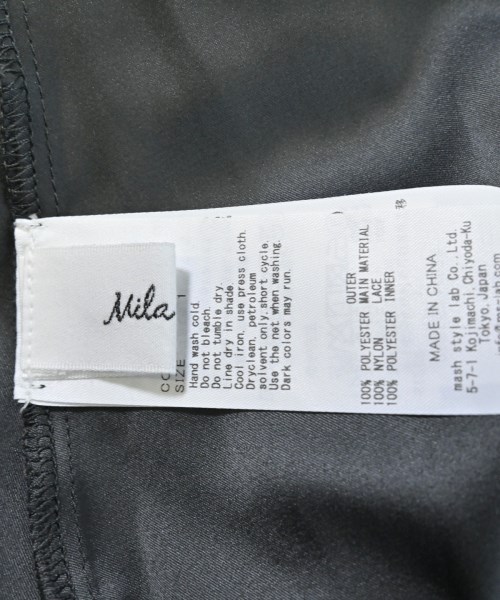 Mila
CO
SIZE
Hand wash cold.
Do not bleach.
Do not tumble dry.
Line dry in shade.
Cool iron, use press cloth.
Dryclean, petroleum
solvent only, short cycle.
Use the net when washing.
Dark colors may run.
OUTER
100% POLYESTER MAIN MATERIAL
100% NYLON LACE
100% POLYESTER INNER
MADE IN CHINA
mash style lab Co., Ltd.
5-7-1 Kojimachi, Chiyoda-Ku
Tokyo, Japan